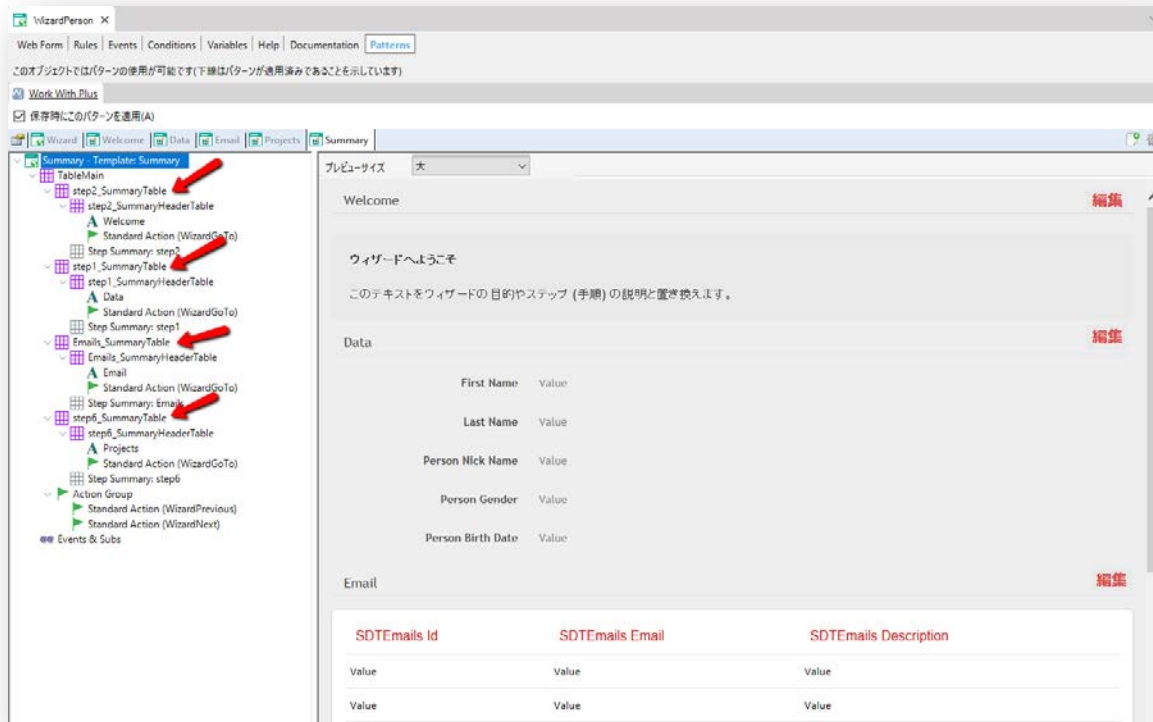 WizardPerson
Web Form Rules Events Conditions Variables Help Documentation Patterns
このオブジェクトではパターンの使用が可能です(下線はパターンが適用済みであることを示しています)
Work With Plus
保存時にこのパターンを適用(A)
Wizard Welcome Data Email Projects Summary
Summary - Template: Summary
TableMain
step2_SummaryTable
step2_SummaryHeaderTable
Welcome
Standard Action (WizardGoTo)
Step Summary: step2
step1_SummaryTable
step1_SummaryHeaderTable
Data
Standard Action (WizardGoTo)
Step Summary: step1
Emails_SummaryTable
Emails_SummaryHeaderTable
Email
Standard Action (WizardGoTo)
Step Summary: Emails
step6_SummaryTable
step6_SummaryHeaderTable
Projects
Standard Action (WizardGoTo)
Step Summary: step6
Action Group
Standard Action (WizardPrevious)
Standard Action (WizardNext)
Events & Subs
プレビューサイズ 大
Welcome 編集
ウィザードへようこそ
このテキストをウィザードの目的やステップ (手順) の説明と置き換えます。
Data 編集
First Name Value
Last Name Value
Person Nick Name Value
Person Gender Value
Person Birth Date Value
Email 編集
SDTEmails Id SDTEmails Email SDTEmails Description
Value Value Value
Value Value Value